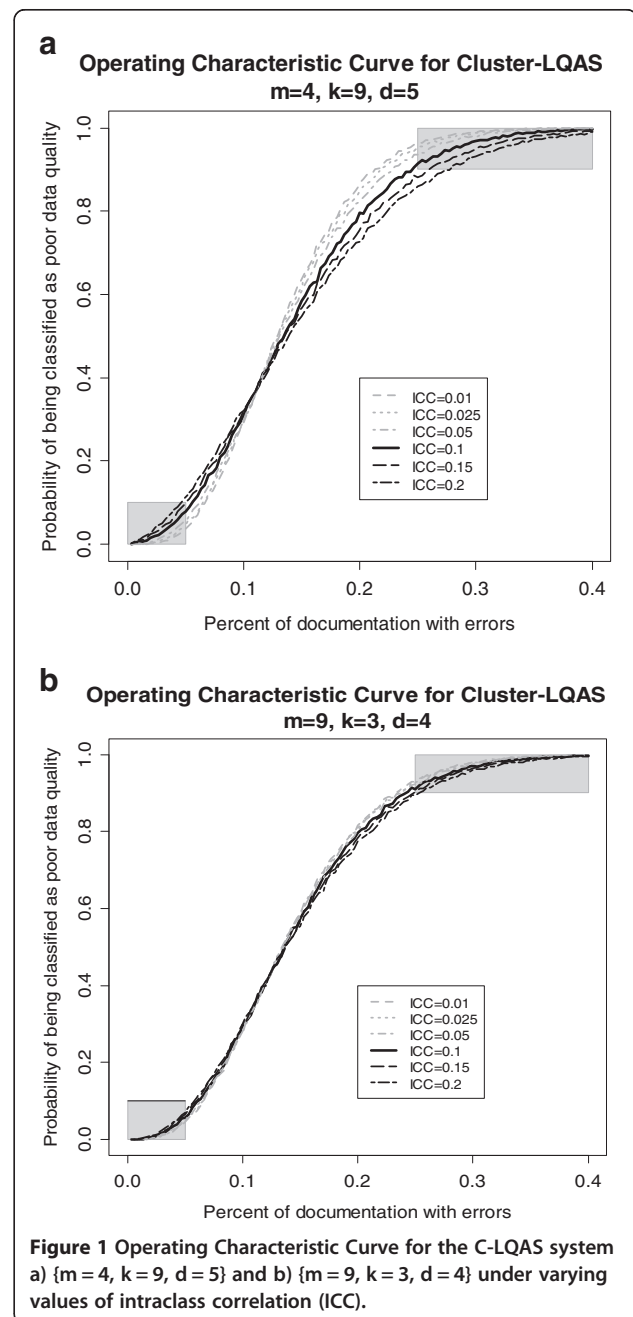 a
Operating Characteristic Curve for Cluster-LQAS
m=4, k=9, d=5
Probability of being classified as poor data quality
1.0
0.8
0.6
0.4
0.2
0.0
ICC=0.01
ICC=0.025
ICC=0.05
ICC=0.1
ICC=0.15
ICC=0.2
0.0 0.1 0.2 0.3 0.4
Percent of documentation with errors
b
Operating Characteristic Curve for Cluster-LQAS
m=9, k=3, d=4
Probability of being classified as poor data quality
1.0
0.8
0.6
0.4
0.2
0.0
ICC=0.01
ICC=0.025
ICC=0.05
ICC=0.1
ICC=0.15
ICC=0.2
0.0 0.1 0.2 0.3 0.4
Percent of documentation with errors
Figure 1 Operating Characteristic Curve for the C-LQAS system
a) {m = 4, k = 9, d = 5} and b) {m = 9, k = 3, d = 4} under varying
values of intraclass correlation (ICC).